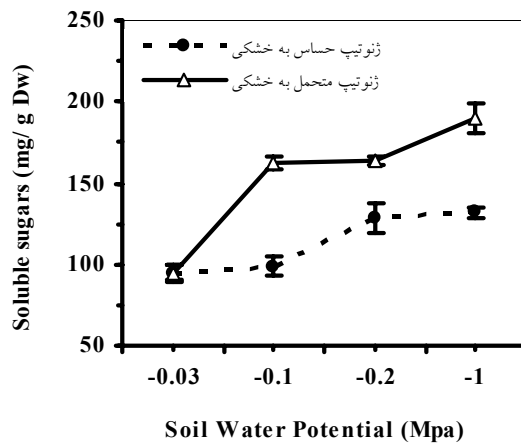 250
200
150
100
50
Soluble sugars (mg/ g Dw)
ژنوتیپ حساس به خشکی
ژنوتیپ متحمل به خشکی
-0.03 -0.1 -0.2 -1
Soil Water Potential (Mpa)